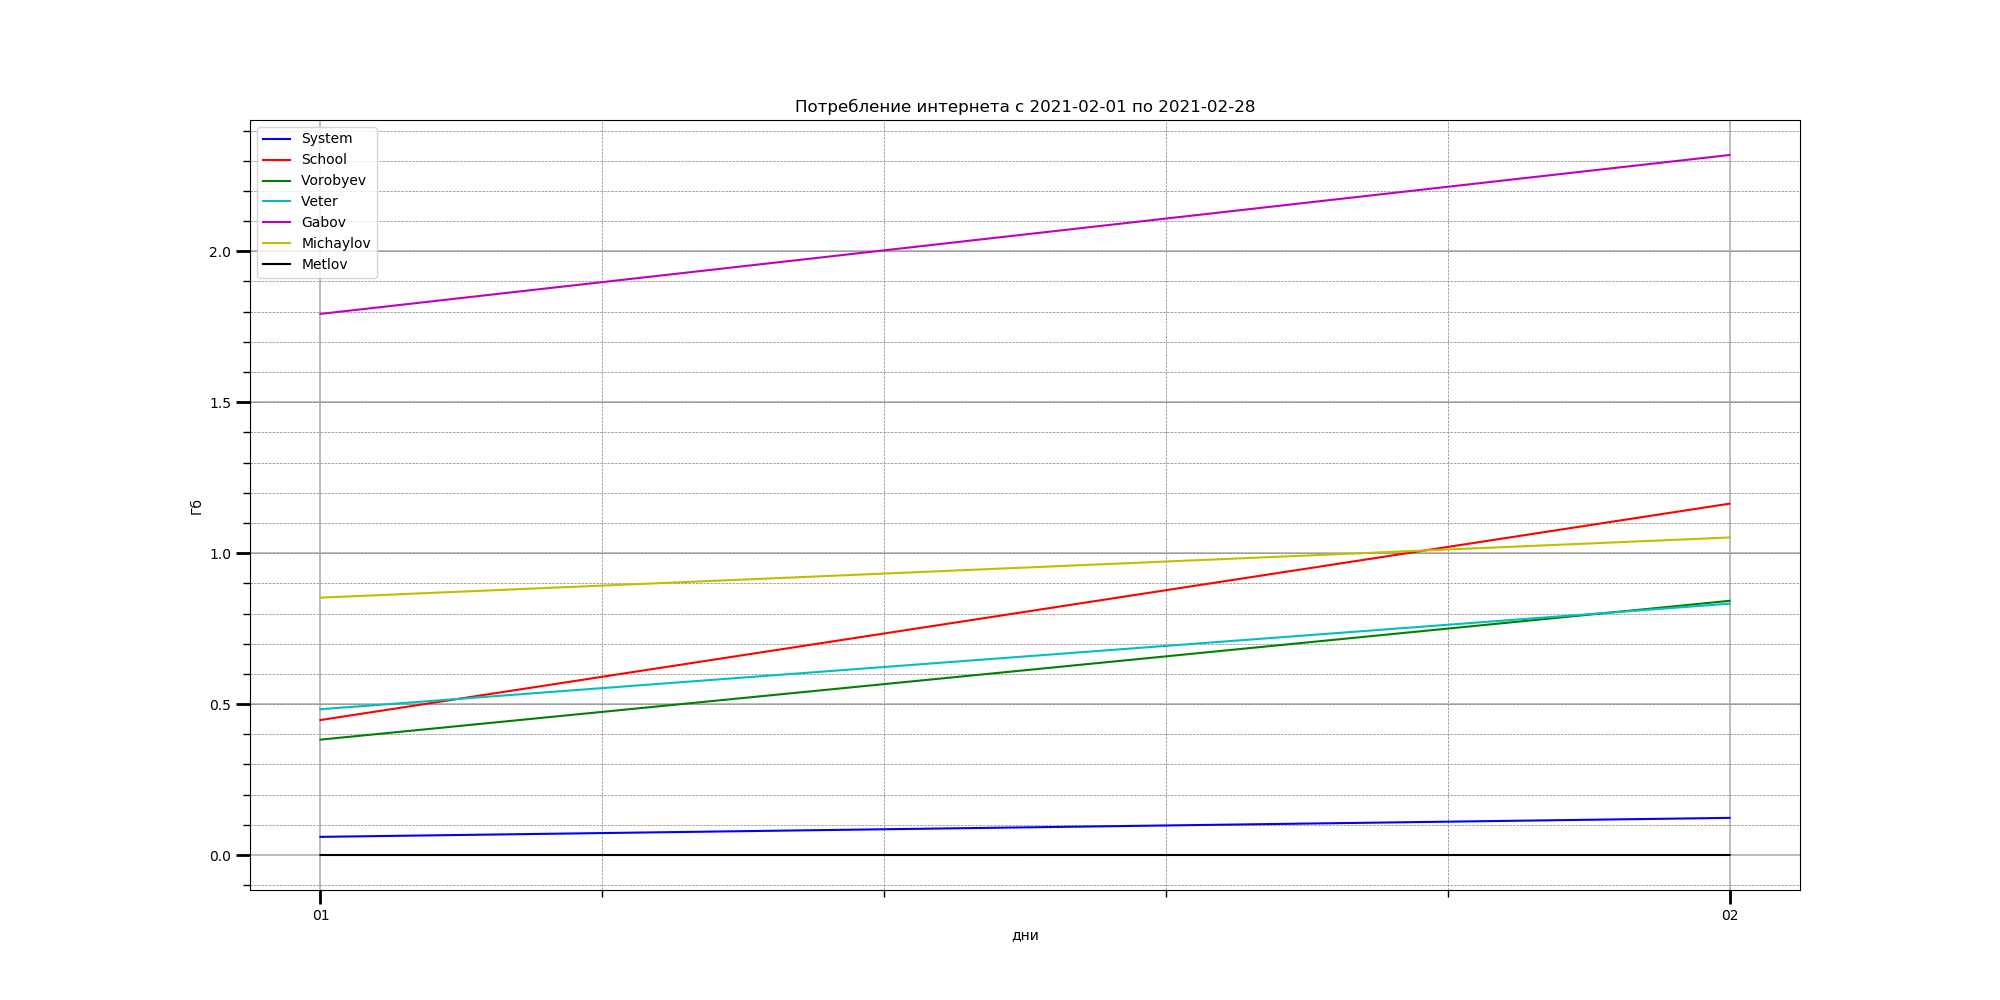 Потребление интернета с 2021-02-01 по 2021-02-28
System
School
Vorobyev
Veter
Gabov
Michaylov
Metlov
2.0
1.5
1.0
0.5
0.0
Гб
01
02
дни